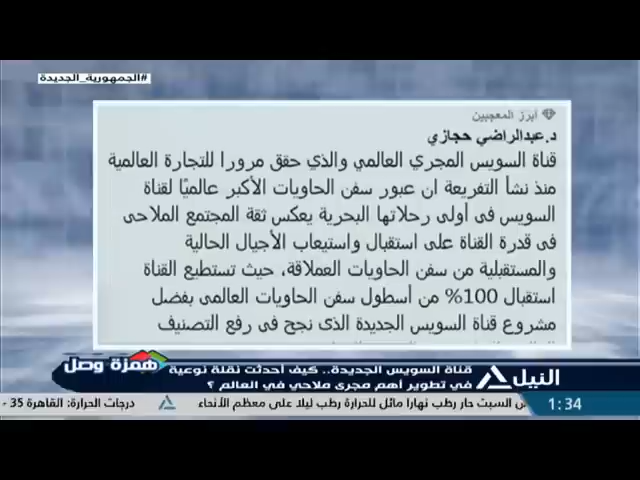 #الجمهورية_الجديدة
أبرز المعجبين
د.عبدالراضي حجازي
قناة السويس المجري العالمي والذي حقق مرورا للتجارة العالمية
منذ نشأ التفريعة ان عبور سفن الحاويات الأكبر عالميًا لقناة
السويس فى أولى رحلاتها البحرية يعكس ثقة المجتمع الملاحى
فى قدرة القناة على استقبال واستيعاب الأجيال الحالية
والمستقبلية من سفن الحاويات العملاقة، حيث تستطيع القناة
استقبال 100% من أسطول سفن الحاويات العالمى بفضل
مشروع قناة السويس الجديدة الذى نجح فى رفع التصنيف
همزة وصل
قناة السويس الجديدة.. كيف أحدثت نقلة نوعية
في تطوير أهم مجرى ملاحي في العالم ؟
النيل
س السبت حار رطب نهارا مائل للحرارة رطب ليلا على معظم الأنحاء
درجات الحرارة: القاهرة 35 -
1:34